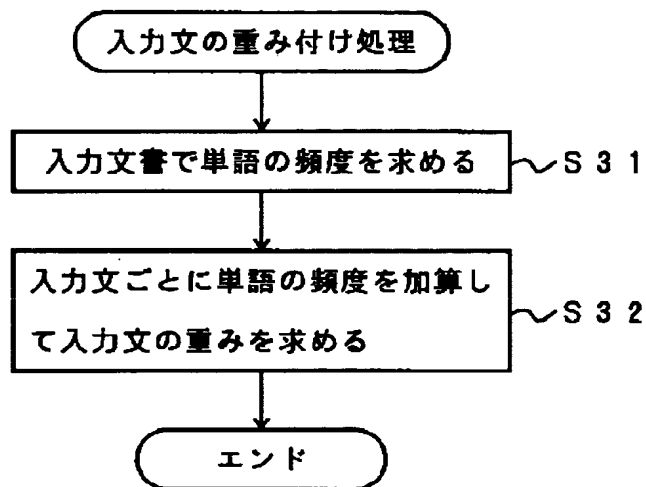 入力文の重み付け処理
入力文書で単語の頻度を求める
S31
入力文ごとに単語の頻度を加算し
て入力文の重みを求める
S32
エンド